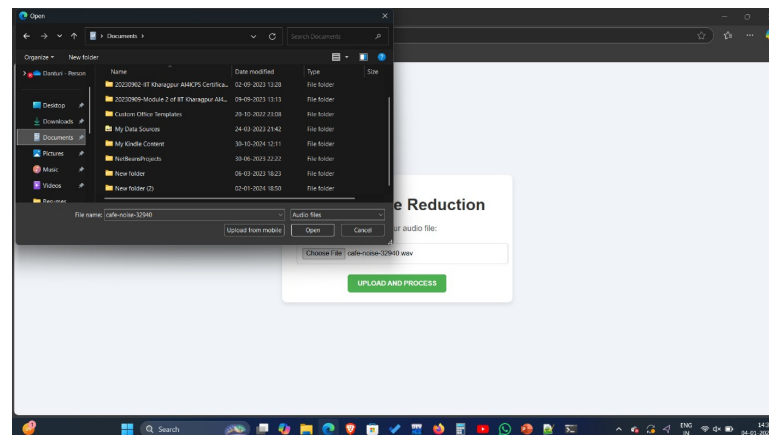 Open
Documents
Search Documents
Organize
New folder
Danturi - Person
Desktop
Downloads
Documents
Pictures
Music
Videos
Resumes
Name Date modified Type Size
20230902-IIT Kharagpur AI4ICPS Certifica... 02-09-2023 13:28 File folder
20230909-Module 2 of IIT Kharagpur AI4... 09-09-2023 13:13 File folder
Custom Office Templates 20-10-2022 23:08 File folder
My Data Sources 24-03-2023 21:42 File folder
My Kindle Content 30-10-2024 12:11 File folder
NetBeansProjects 30-06-2023 22:22 File folder
New folder 06-03-2023 18:23 File folder
New folder (2) 02-01-2024 18:50 File folder
File name: cafe-noise-32940 Audio files
Upload from mobile Open Cancel
e Reduction
ur audio file:
Choose File cafe-noise-32940.wav
UPLOAD AND PROCESS
Search
ENG
IN